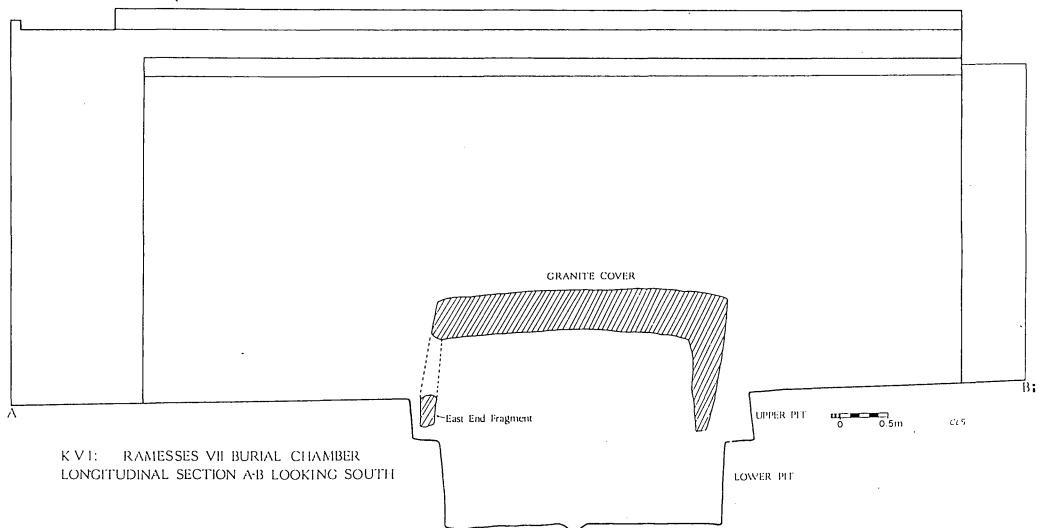 GRANITE COVER
A
B
East End Fragment
UPPER PIT
0 0.5m
KV1: RAMESSES VII BURIAL CHAMBER
LONGITUDINAL SECTION A-B LOOKING SOUTH
LOWER PIT